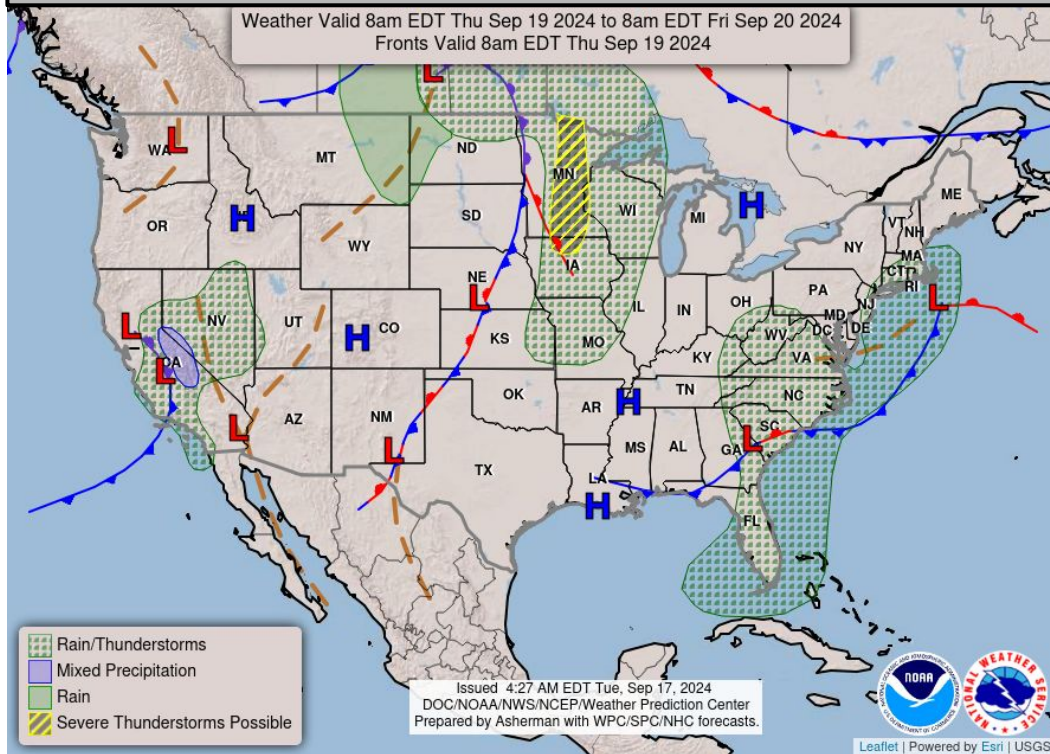 Weather Valid 8am EDT Thu Sep 19 2024 to 8am EDT Fri Sep 20 2024
Fronts Valid 8am EDT Thu Sep 19 2024
L
WA L
MT
ND
MN
ME
OR
H
SD
WI
MI
H
VT
NH
WY
NY
MA
CT RI
IA
NE
L
PA
NJ
L
L
NV
UT
H CO
IL
IN
OH
MD
DC DE
WV
CA
L
KS
MO
KY
VA
AZ
NM
OK
AR
H
TN
NC
L
L
TX
MS
AL
GA
L
SC
LA
H
FL
Rain/Thunderstorms
Mixed Precipitation
Rain
Severe Thunderstorms Possible
Issued 4:27 AM EDT Tue, Sep 17, 2024
DOC/NOAA/NWS/NCEP/Weather Prediction Center
Prepared by Asherman with WPC/SPC/NHC forecasts.
NOAA
NATIONAL WEATHER SERVICE
Leaflet | Powered by Esri | USGS